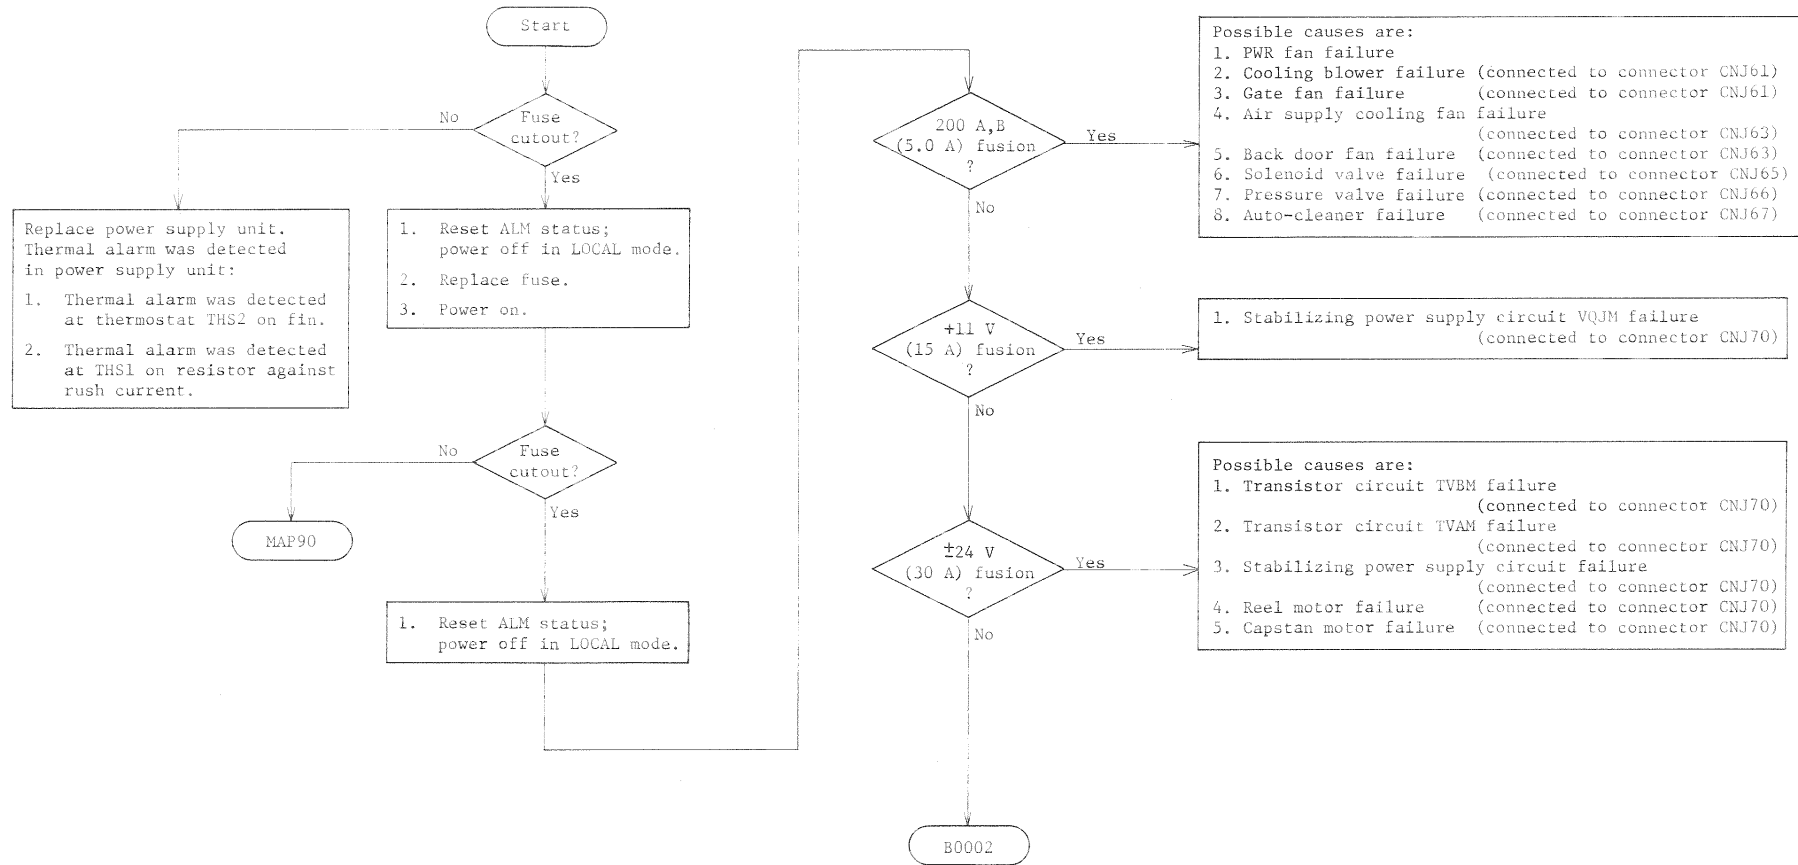 Start
Fuse
cutout?
No
Yes
Replace power supply unit.
Thermal alarm was detected
in power supply unit:
1. Thermal alarm was detected
at thermostat THS2 on fin.
2. Thermal alarm was detected
at THS1 on resistor against
rush current.
1. Reset ALM status;
power off in LOCAL mode.
2. Replace fuse.
3. Power on.
Fuse
cutout?
No
Yes
MAP90
1. Reset ALM status;
power off in LOCAL mode.
200 A,B
(5.0 A) fusion
?
Yes
No
Possible causes are:
1. PWR fan failure
2. Cooling blower failure (connected to connector CNJ61)
3. Gate fan failure (connected to connector CNJ61)
4. Air supply cooling fan failure
(connected to connector CNJ63)
5. Back door fan failure (connected to connector CNJ63)
6. Solenoid valve failure (connected to connector CNJ65)
7. Pressure valve failure (connected to connector CNJ66)
8. Auto-cleaner failure (connected to connector CNJ67)
+11 V
(15 A) fusion
?
Yes
No
1. Stabilizing power supply circuit VQJM failure
(connected to connector CNJ70)
±24 V
(30 A) fusion
?
Yes
No
Possible causes are:
1. Transistor circuit TVBM failure
(connected to connector CNJ70)
2. Transistor circuit TVAM failure
(connected to connector CNJ70)
3. Stabilizing power supply circuit failure
(connected to connector CNJ70)
4. Reel motor failure (connected to connector CNJ70)
5. Capstan motor failure (connected to connector CNJ70)
B0002